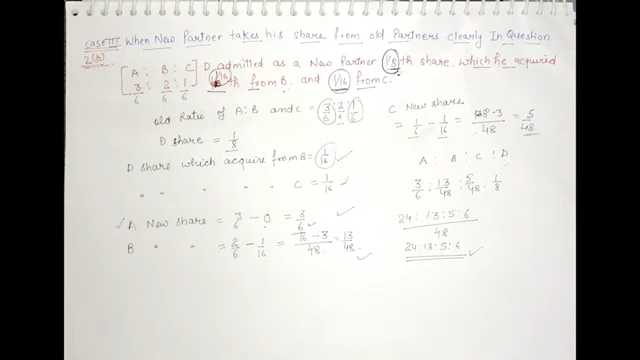 Case III When New Partner takes his share from old Partners Clearly In Question
2(b)
A : B : C
3/6 : 2/6 : 1/6
D admitted as a New Partner 1/8th share which he acquired
1/16th from B. and 1/16 from C.
old Ratio of A:B and C = 3/6 : 2/6 : 1/6
D share = 1/8
D share which acquire from B = 1/16 ✓
" " " " " C = 1/16 ✓
✓ A New share = 3/6 - 0 = 3/6 ✓
B " " = 2/6 - 1/16 = 16 - 3/48 = 13/48 ✓
C New share
= 1/6 - 1/16 = 8-3/48 = 5/48
A : B : C : D
3/6 : 13/48 : 5/48 : 1/8
24 : 13 : 5 : 6
48
24:13:5:6 ✓